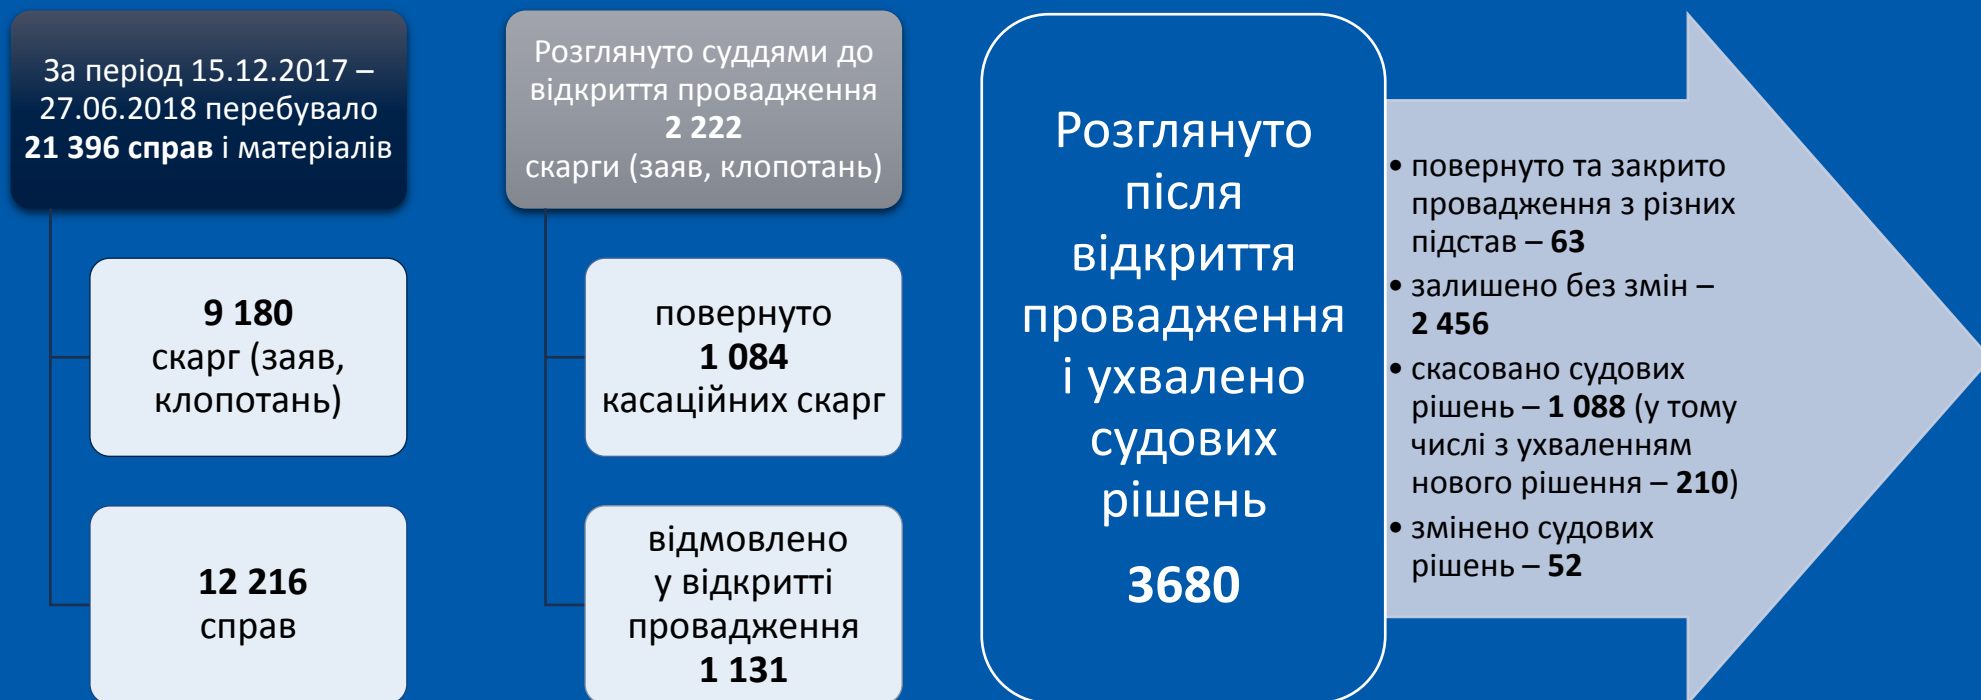 За період 15.12.2017 –
27.06.2018 перебувало
21 396 справ і матеріалів
9 180
скарг (заяв,
клопотань)
12 216
справ
Розглянуто суддями до
відкриття провадження
2 222
скарги (заяв, клопотань)
повернуто
1 084
касаційних скарг
відмовлено
у відкритті
провадження
1 131
Розглянуто
після
відкриття
провадження
і ухвалено
судових
рішень
3680
• повернуто та закрито
провадження з різних
підстав – 63
• залишено без змін –
2 456
• скасовано судових
рішень – 1 088 (у тому
числі з ухваленням
нового рішення – 210)
• змінено судових
рішень – 52